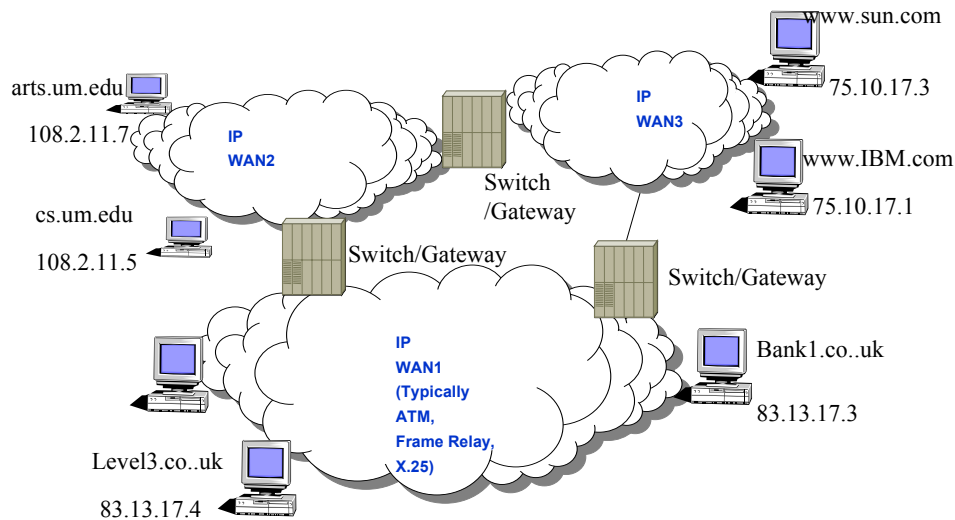 www.sun.com
75.10.17.3
arts.um.edu
108.2.11.7
IP
WAN2
IP
WAN3
Switch
/Gateway
www.IBM.com
75.10.17.1
cs.um.edu
108.2.11.5
Switch/Gateway
Switch/Gateway
IP
WAN1
(Typically
ATM,
Frame Relay,
X.25)
Bank1.co..uk
83.13.17.3
Level3.co..uk
83.13.17.4